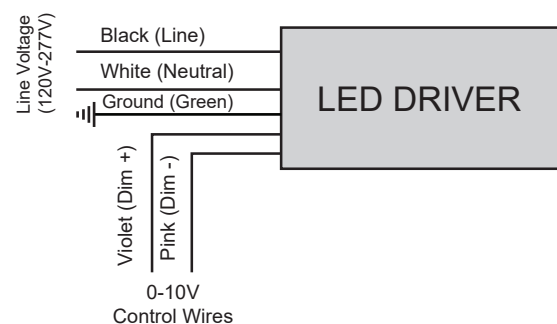 Line Voltage
(120V-277V)
Black (Line)
White (Neutral)
Ground (Green)
LED DRIVER
Violet (Dim +)
Pink (Dim -)
0-10V
Control Wires